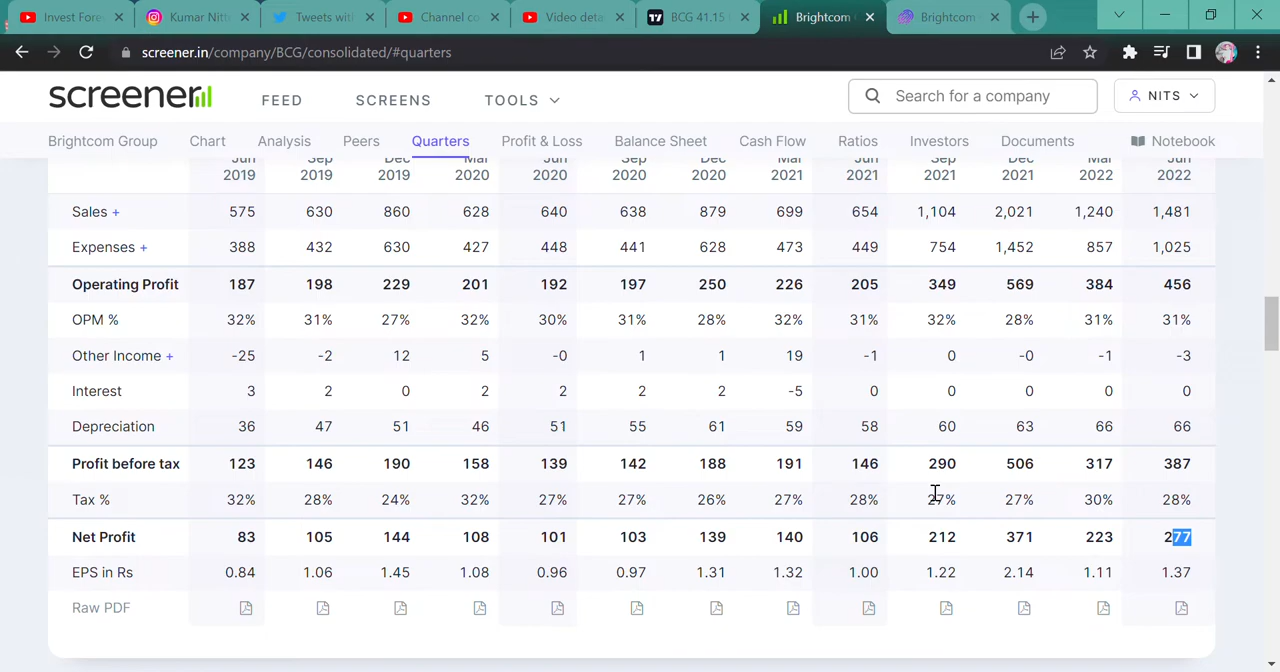 Invest Fores
Kumar Nitt
Tweets wit
Channel co
Video deta
BCG 41.15
Brightcom
Brightcom
screener.in/company/BCG/consolidated/#quarters
screener
FEED
SCREENS
TOOLS
Search for a company
NITS
Brightcom Group
Chart
Analysis
Peers
Quarters
Profit & Loss
Balance Sheet
Cash Flow
Ratios
Investors
Documents
Notebook
Jun 2019 Sep 2019 Dec 2019 Mar 2020 Jun 2020 Sep 2020 Dec 2020 Mar 2021 Jun 2021 Sep 2021 Dec 2021 Mar 2022 Jun 2022
Sales + 575 630 860 628 640 638 879 699 654 1,104 2,021 1,240 1,481
Expenses + 388 432 630 427 448 441 628 473 449 754 1,452 857 1,025
Operating Profit 187 198 229 201 192 197 250 226 205 349 569 384 456
OPM % 32% 31% 27% 32% 30% 31% 28% 32% 31% 32% 28% 31% 31%
Other Income + -25 -2 12 5 -0 1 1 19 -1 0 -0 -1 -3
Interest 3 2 0 2 2 2 2 -5 0 0 0 0 0
Depreciation 36 47 51 46 51 55 61 59 58 60 63 66 66
Profit before tax 123 146 190 158 139 142 188 191 146 290 506 317 387
Tax % 32% 28% 24% 32% 27% 27% 26% 27% 28% 27% 27% 30% 28%
Net Profit 83 105 144 108 101 103 139 140 106 212 371 223 277
EPS in Rs 0.84 1.06 1.45 1.08 0.96 0.97 1.31 1.32 1.00 1.22 2.14 1.11 1.37
Raw PDF